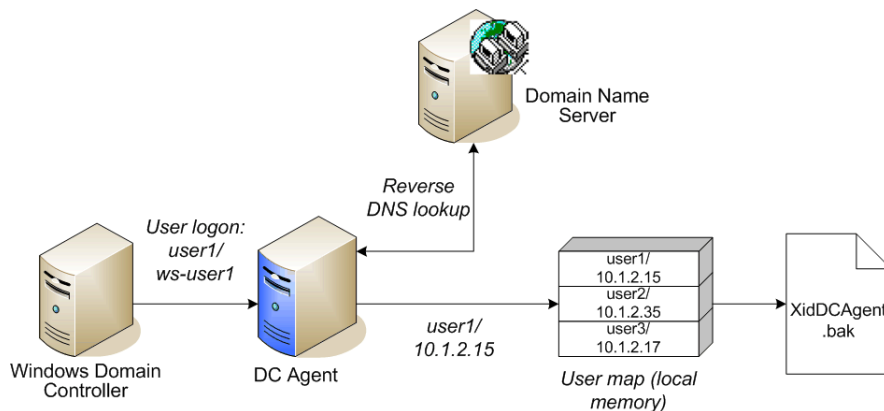 Domain Name
Server
Reverse
DNS lookup
User logon:
user1/
ws-user1
user1/
10.1.2.15
user2/
10.1.2.35
user3/
10.1.2.17
XidDCAgent
.bak
user1/
10.1.2.15
Windows Domain
Controller
DC Agent
User map (local
memory)